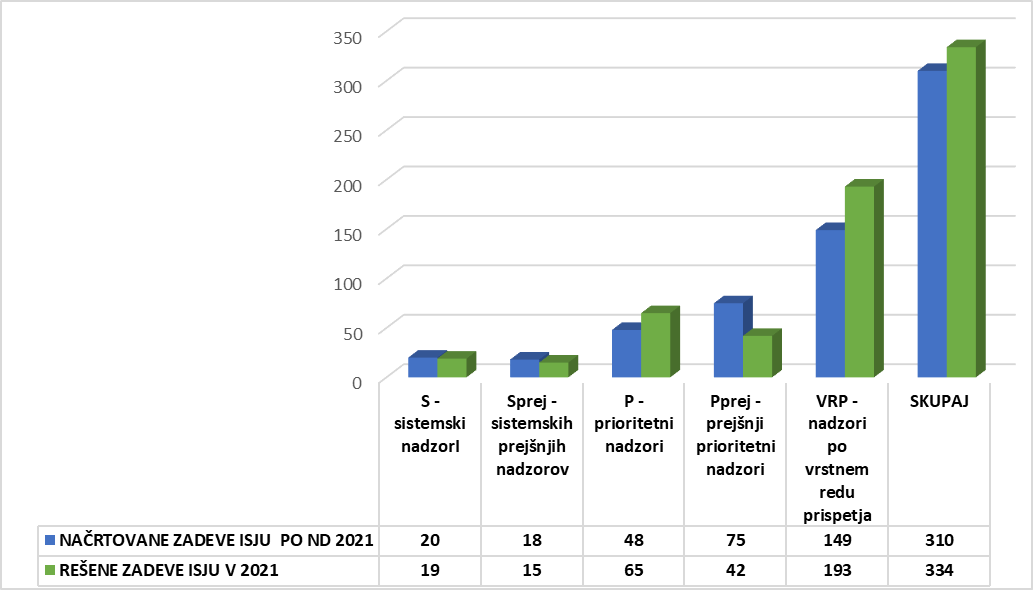 350
300
250
200
150
100
50
0
S -
sistemski
nadzorI
Sprej -
sistemskih
prejšnjih
nadzorov
P -
prioritetni
nadzori
Pprej -
prejšnji
prioritetni
nadzori
VRP -
nadzori
po
vrstnem
redu
prispetja
SKUPAJ
NAČRTOVANE ZADEVE ISJU PO ND 2021 20 18 48 75 149 310
REŠENE ZADEVE ISJU V 2021 19 15 65 42 193 334